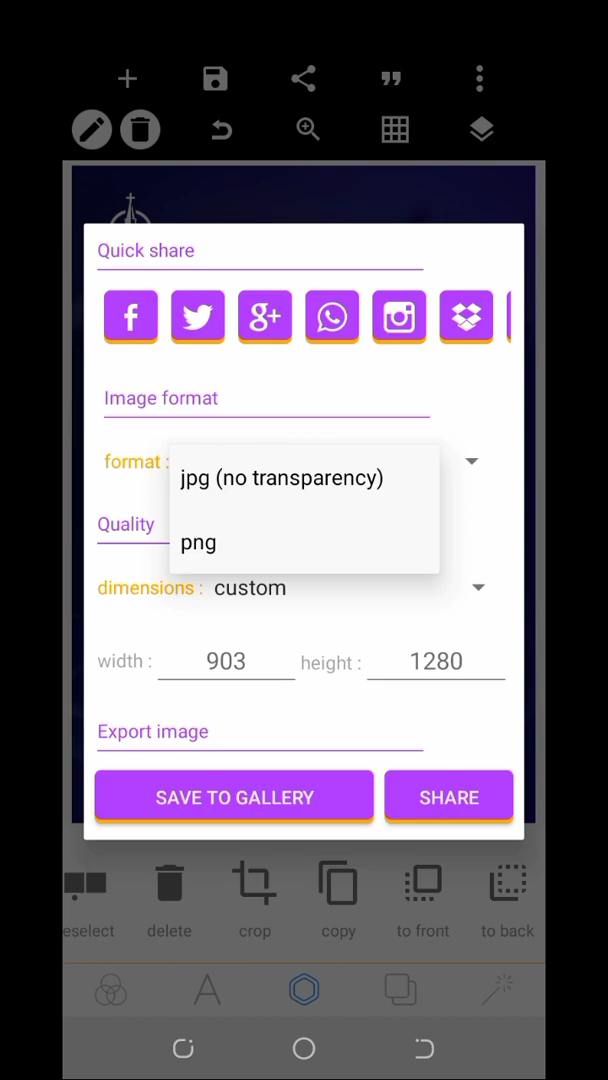 Quick share
Image format
format :
jpg (no transparency)
Quality
png
dimensions : custom
width : 903 height : 1280
Export image
SAVE TO GALLERY SHARE
eselect delete crop copy to front to back